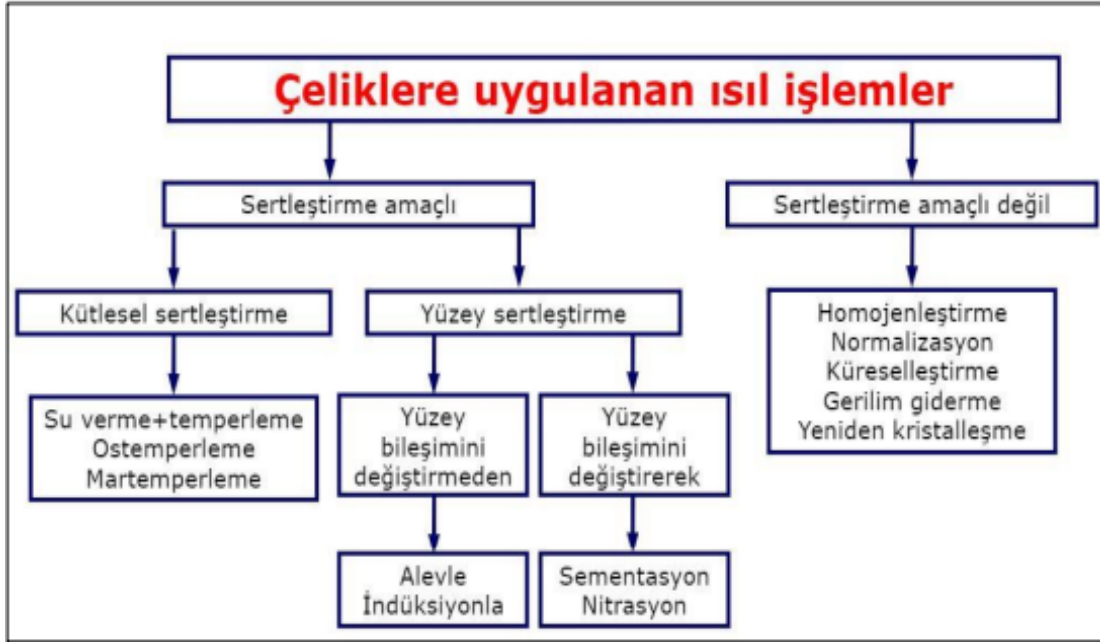 Çeliklere uygulanan ısıl işlemler
Sertleştirme amaçlı
Sertleştirme amaçlı değil
Kütlesel sertleştirme
Yüzey sertleştirme
Homojenleştirme
Normalizasyon
Küreselleştirme
Gerilim giderme
Yeniden kristalleşme
Su verme+temperleme
Ostemperleme
Martemperleme
Yüzey
bileşimini
değiştirmeden
Yüzey
bileşimini
değiştirerek
Alevle
İndüksiyonla
Sementasyon
Nitrasyon